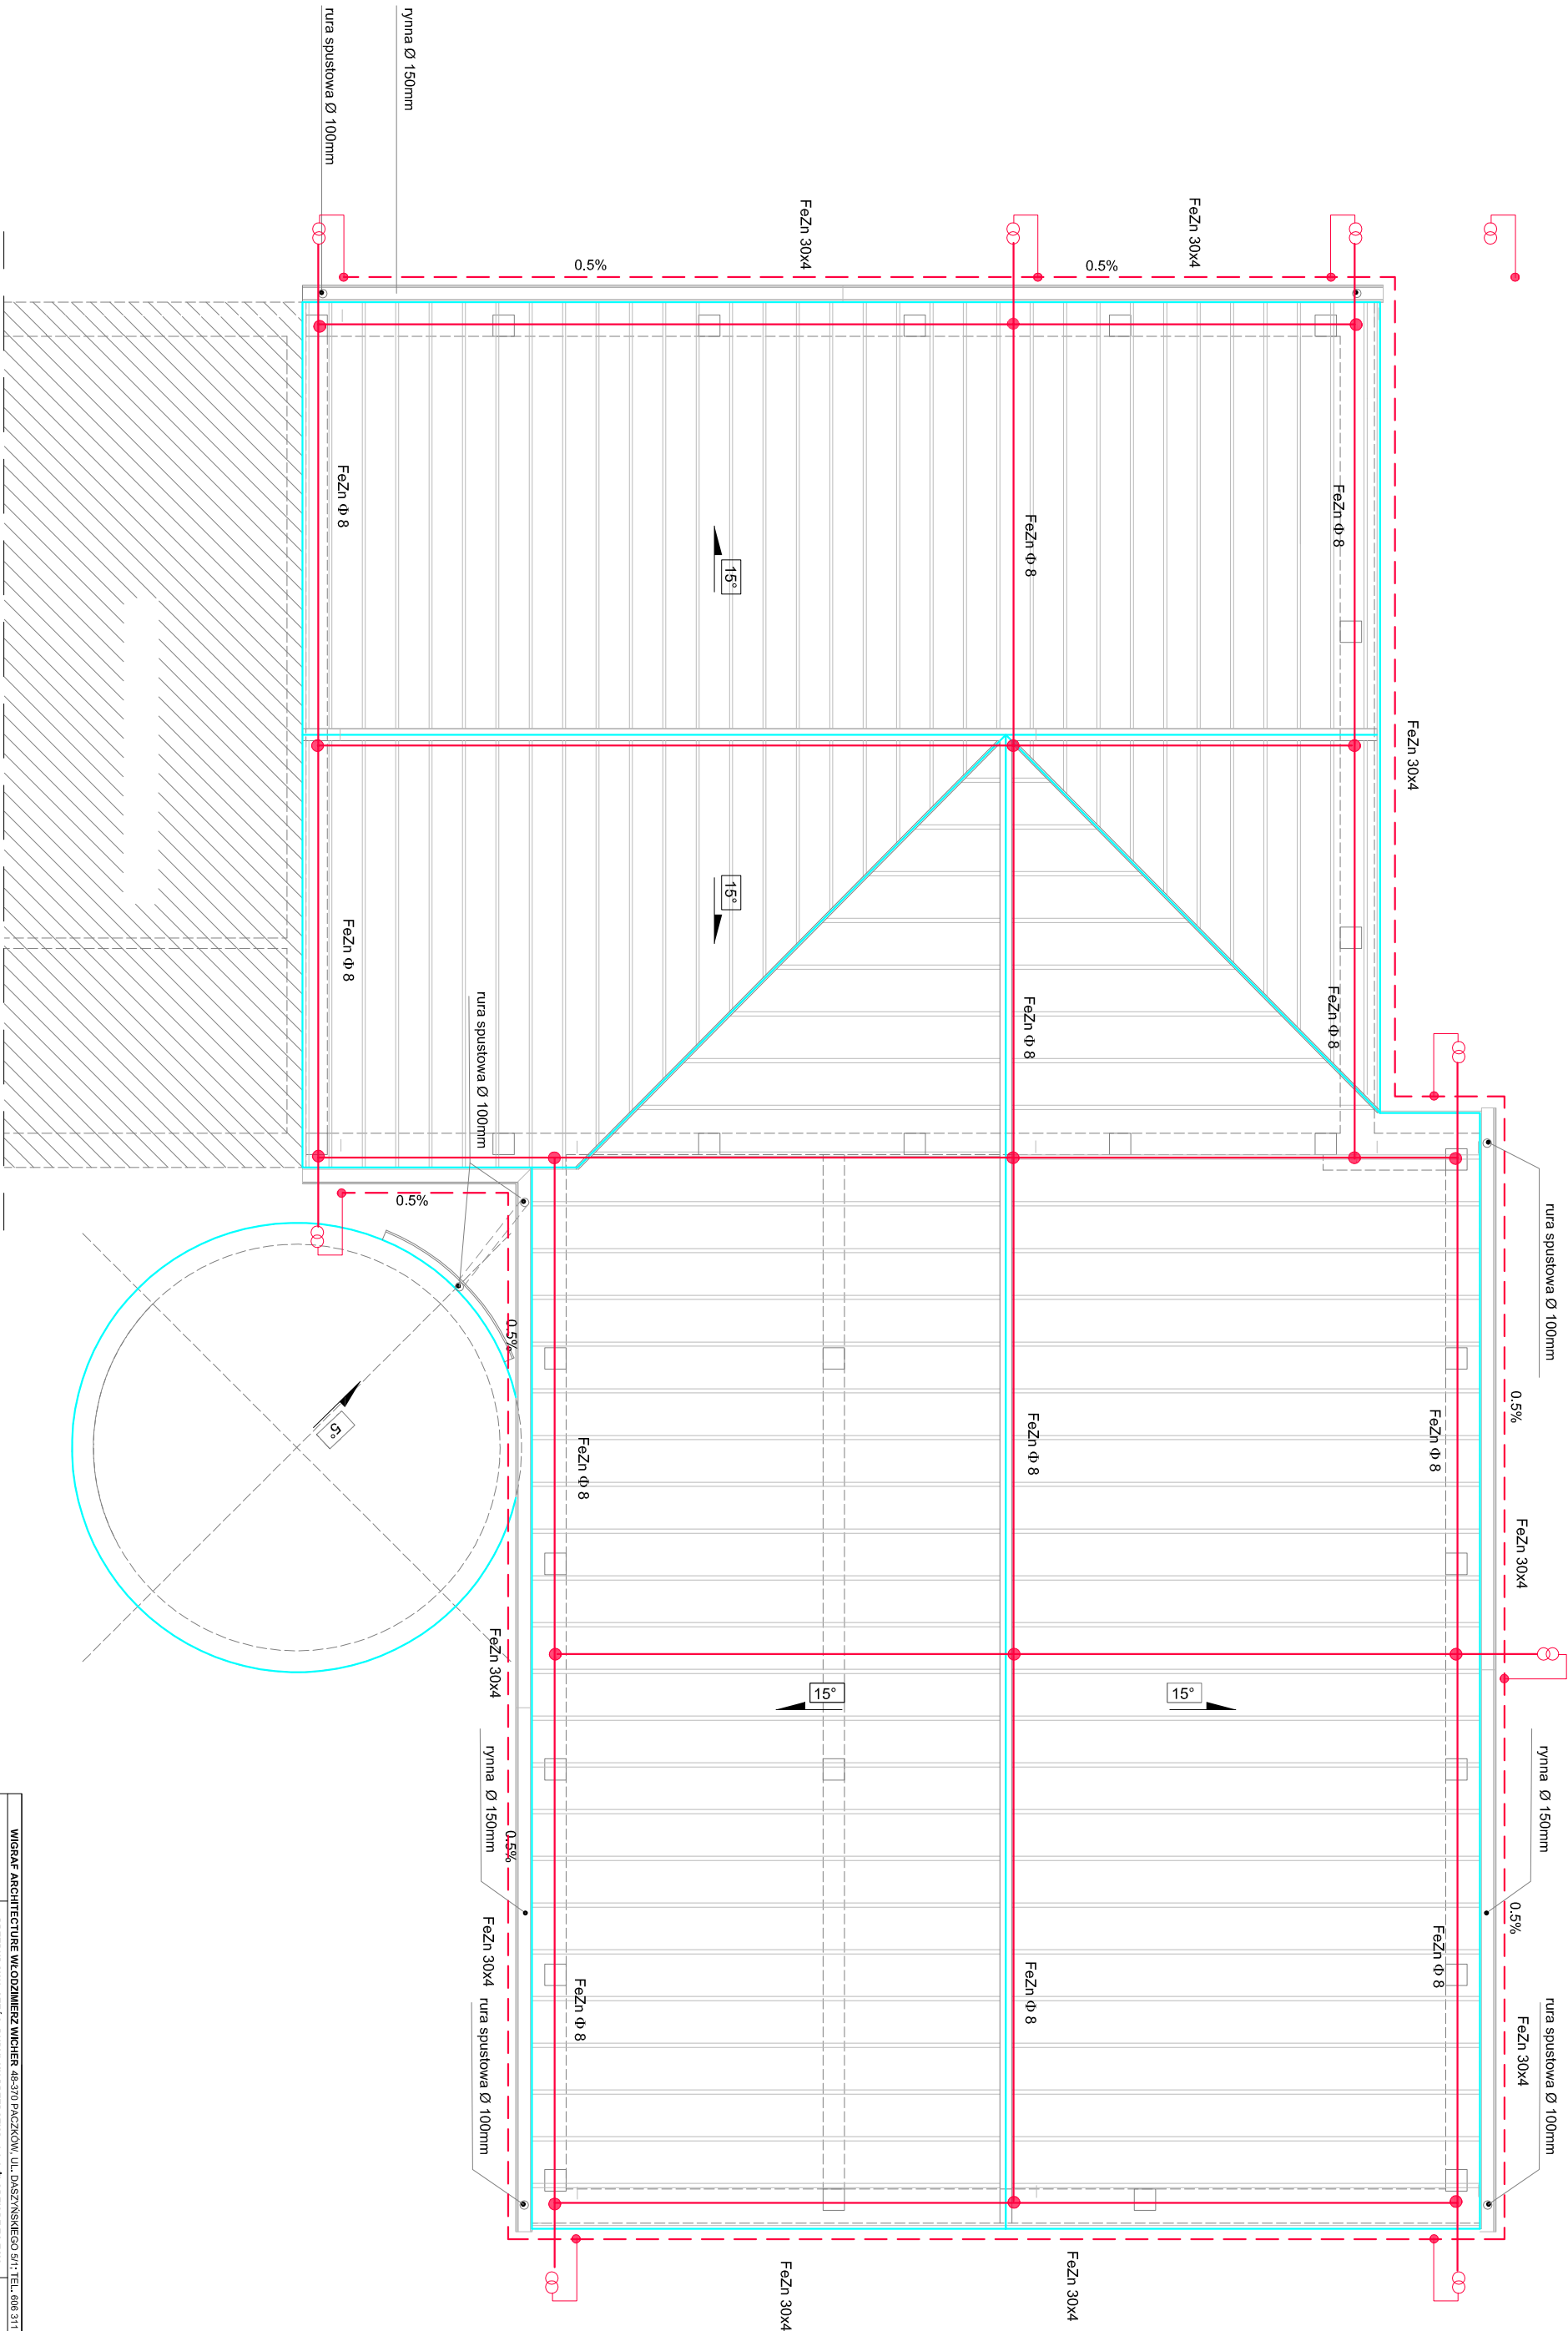 rynna Ø 150mm
rura spustowa Ø 100mm
FeZn 30x4
FeZn 30x4
0.5%
0.5%
FeZn Φ 8
FeZn Φ 8
FeZn Φ 8
15°
FeZn 30x4
15°
FeZn Φ 8
FeZn Φ 8
FeZn Φ 8
rura spustowa Ø 100mm
0.5%
rura spustowa Ø 100mm
0.5%
0.5%
5°
FeZn Φ 8
FeZn Φ 8
FeZn Φ 8
FeZn 30x4
FeZn 30x4
15°
15°
rynna Ø 150mm
rynna Ø 150mm
0.5%
0.5%
FeZn 30x4
FeZn Φ 8
FeZn Φ 8
FeZn Φ 8
FeZn 30x4
rura spustowa Ø 100mm
rura spustowa Ø 100mm
FeZn 30x4
FeZn 30x4
WIGRAF ARCHITECTURE WŁODZIMIERZ WICHER 48-370 PACZKÓW, UL. DASZYŃSKIEGO 5/1; TEL. 606 311